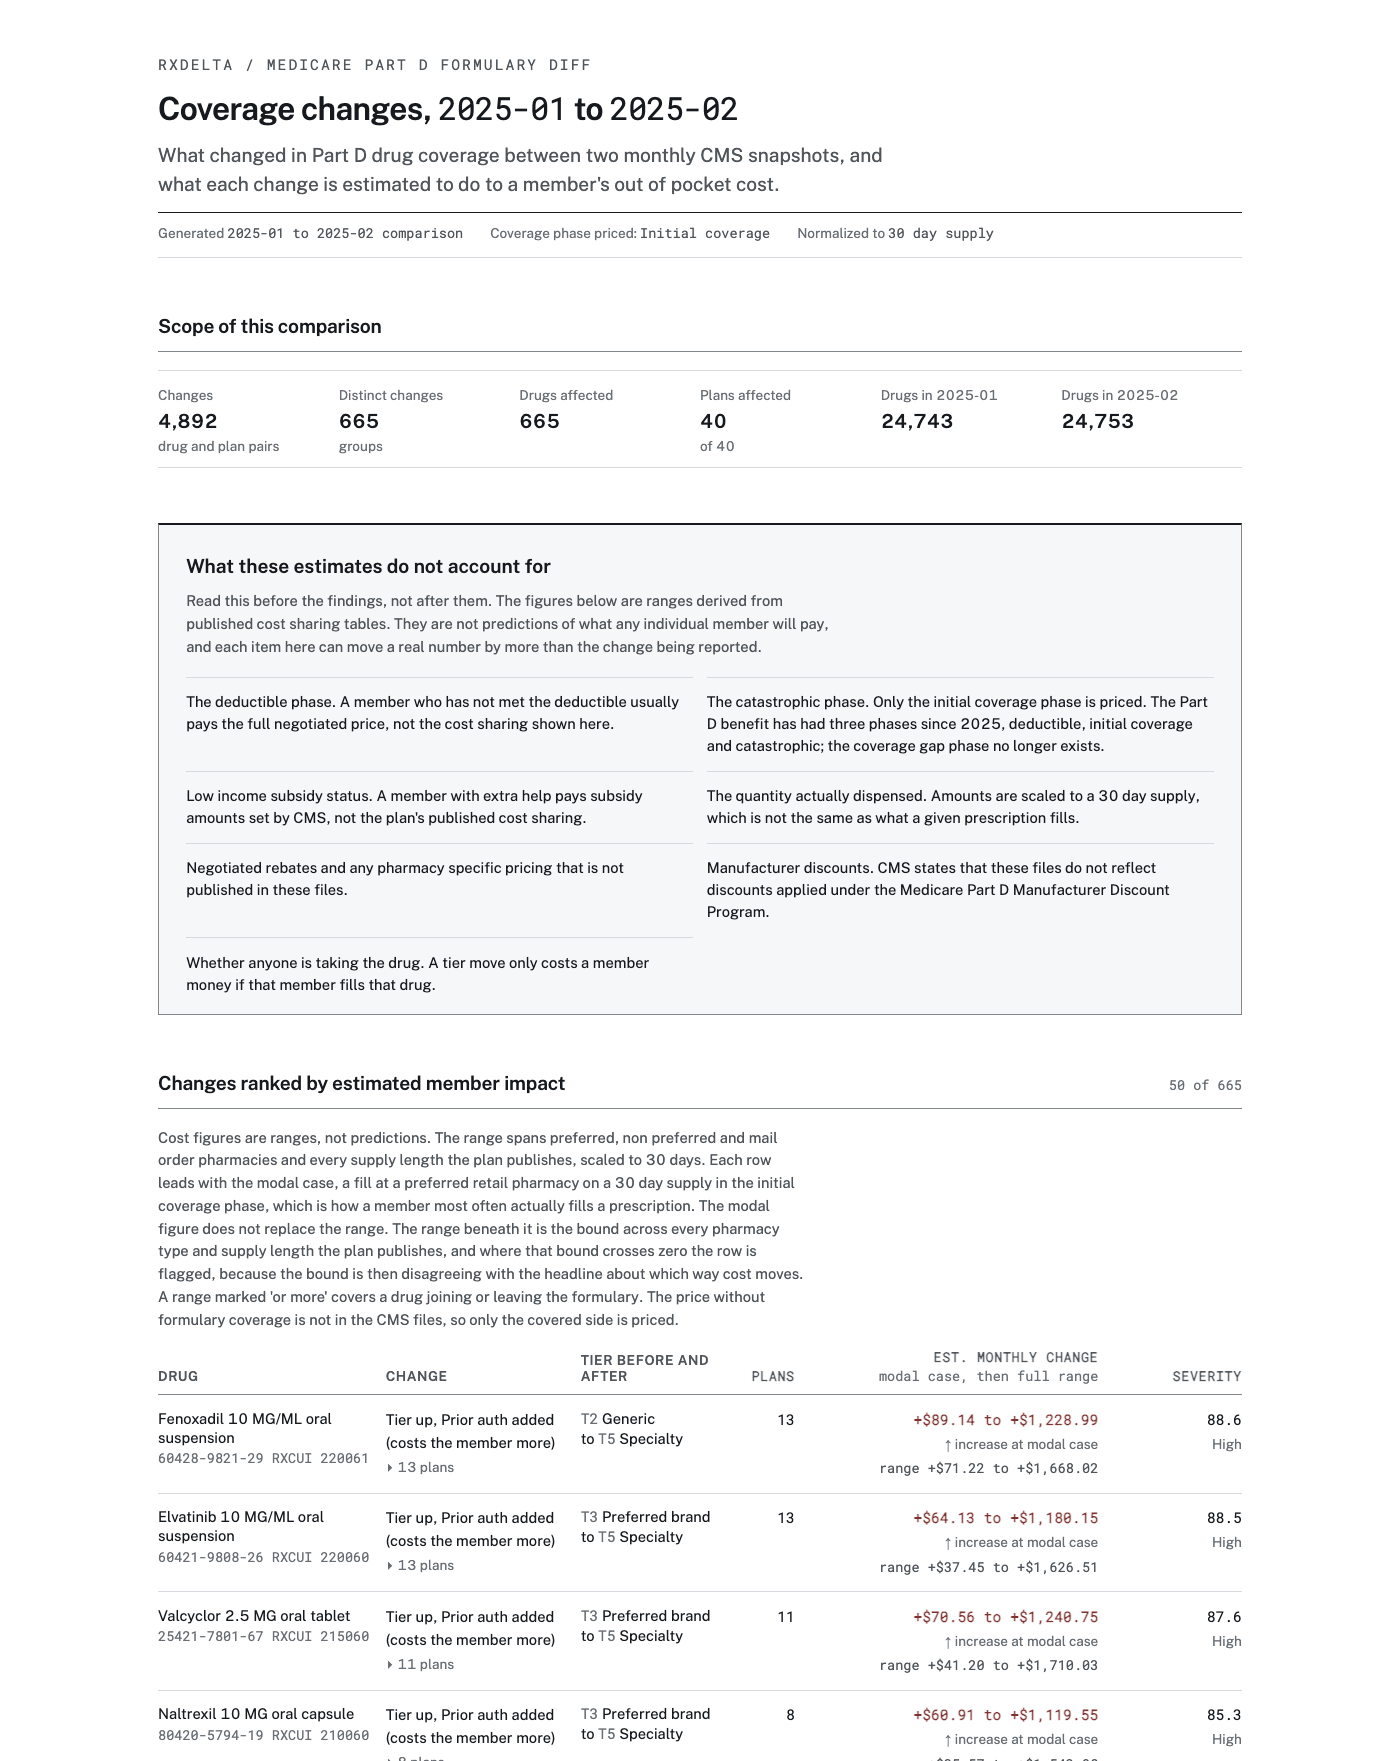 RXDELTA / MEDICARE PART D FORMULARY DIFF
Coverage changes, 2025-01 to 2025-02
What changed in Part D drug coverage between two monthly CMS snapshots, and
what each change is estimated to do to a member's out of pocket cost.
Generated 2025-01 to 2025-02 comparison Coverage phase priced: Initial coverage Normalized to 30 day supply
Scope of this comparison
Changes Distinct changes Drugs affected Plans affected Drugs in 2025-01 Drugs in 2025-02
4,892 665 665 40 24,743 24,753
drug and plan pairs groups of 40
What these estimates do not account for
Read this before the findings, not after them. The figures below are ranges derived from
published cost sharing tables. They are not predictions of what any individual member will pay,
and each item here can move a real number by more than the change being reported.
The deductible phase. A member who has not met the deductible usually
pays the full negotiated price, not the cost sharing shown here.
The catastrophic phase. Only the initial coverage phase is priced. The Part
D benefit has had three phases since 2025, deductible, initial coverage
and catastrophic; the coverage gap phase no longer exists.
Low income subsidy status. A member with extra help pays subsidy
amounts set by CMS, not the plan's published cost sharing.
The quantity actually dispensed. Amounts are scaled to a 30 day supply,
which is not the same as what a given prescription fills.
Negotiated rebates and any pharmacy specific pricing that is not
published in these files.
Manufacturer discounts. CMS states that these files do not reflect
discounts applied under the Medicare Part D Manufacturer Discount
Program.
Whether anyone is taking the drug. A tier move only costs a member
money if that member fills that drug.
Changes ranked by estimated member impact 50 of 665
Cost figures are ranges, not predictions. The range spans preferred, non preferred and mail
order pharmacies and every supply length the plan publishes, scaled to 30 days. Each row
leads with the modal case, a fill at a preferred retail pharmacy on a 30 day supply in the initial
coverage phase, which is how a member most often actually fills a prescription. The modal
figure does not replace the range. The range beneath it is the bound across every pharmacy
type and supply length the plan publishes, and where that bound crosses zero the row is
flagged, because the bound is then disagreeing with the headline about which way cost moves.
A range marked 'or more' covers a drug joining or leaving the formulary. The price without
formulary coverage is not in the CMS files, so only the covered side is priced.
DRUG CHANGE TIER BEFORE AND AFTER PLANS EST. MONTHLY CHANGE modal case, then full range SEVERITY
Fenoxadil 10 MG/ML oral Tier up, Prior auth added T2 Generic 13 +$89.14 to +$1,228.99 88.6
suspension (costs the member more) to T5 Specialty ↑ increase at modal case High
60428-9821-29 RXCUI 220061 13 plans range +$71.22 to +$1,668.02
Elvatinib 10 MG/ML oral Tier up, Prior auth added T3 Preferred brand 13 +$64.13 to +$1,180.15 88.5
suspension (costs the member more) to T5 Specialty ↑ increase at modal case High
60421-9808-26 RXCUI 220060 13 plans range +$37.45 to +$1,626.51
Valcyclor 2.5 MG oral tablet Tier up, Prior auth added T3 Preferred brand 11 +$70.56 to +$1,240.75 87.6
25421-7801-67 RXCUI 215060 (costs the member more) to T5 Specialty ↑ increase at modal case High
11 plans range +$41.20 to +$1,710.03
Naltrexil 10 MG oral capsule Tier up, Prior auth added T3 Preferred brand 8 +$60.91 to +$1,119.55 85.3
80420-5794-19 RXCUI 210060 (costs the member more) to T5 Specialty ↑ increase at modal case High